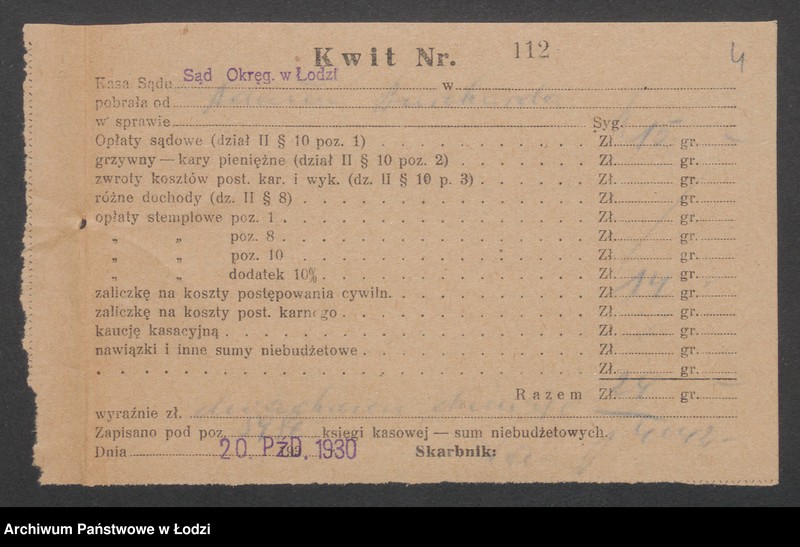 Kwit Nr. 112 4
Kasa Sądu Sąd Okręg. w Łodzi w
pobrała od
w sprawie Syg.
Opłaty sądowe (dział II § 10 poz. 1) Zł. 15 gr.
grzywny — kary pieniężne (dział II § 10 poz. 2) Zł. gr.
zwroty kosztów post. kar. i wyk. (dz. II § 10 p. 3) Zł. gr.
różne dochody (dz. II § 8) Zł. gr.
opłaty stemplowe poz. 1 Zł. gr.
„ „ poz. 8 Zł. gr.
„ „ poz. 10 Zł. gr.
„ „ dodatek 10% Zł. gr.
zaliczkę na koszty postępowania cywiln. Zł. 14 gr.
zaliczkę na koszty post. karnego Zł. gr.
kaucję kasacyjną Zł. gr.
nawiązki i inne sumy niebudżetowe Zł. gr.
Zł. gr.
Razem Zł. 29 gr.
wyraźnie zł.
Zapisano pod poz. księgi kasowej — sum niebudżetowych.
Dnia 20. PŹD. 1930 Skarbnik:
Archiwum Państwowe w Łodzi